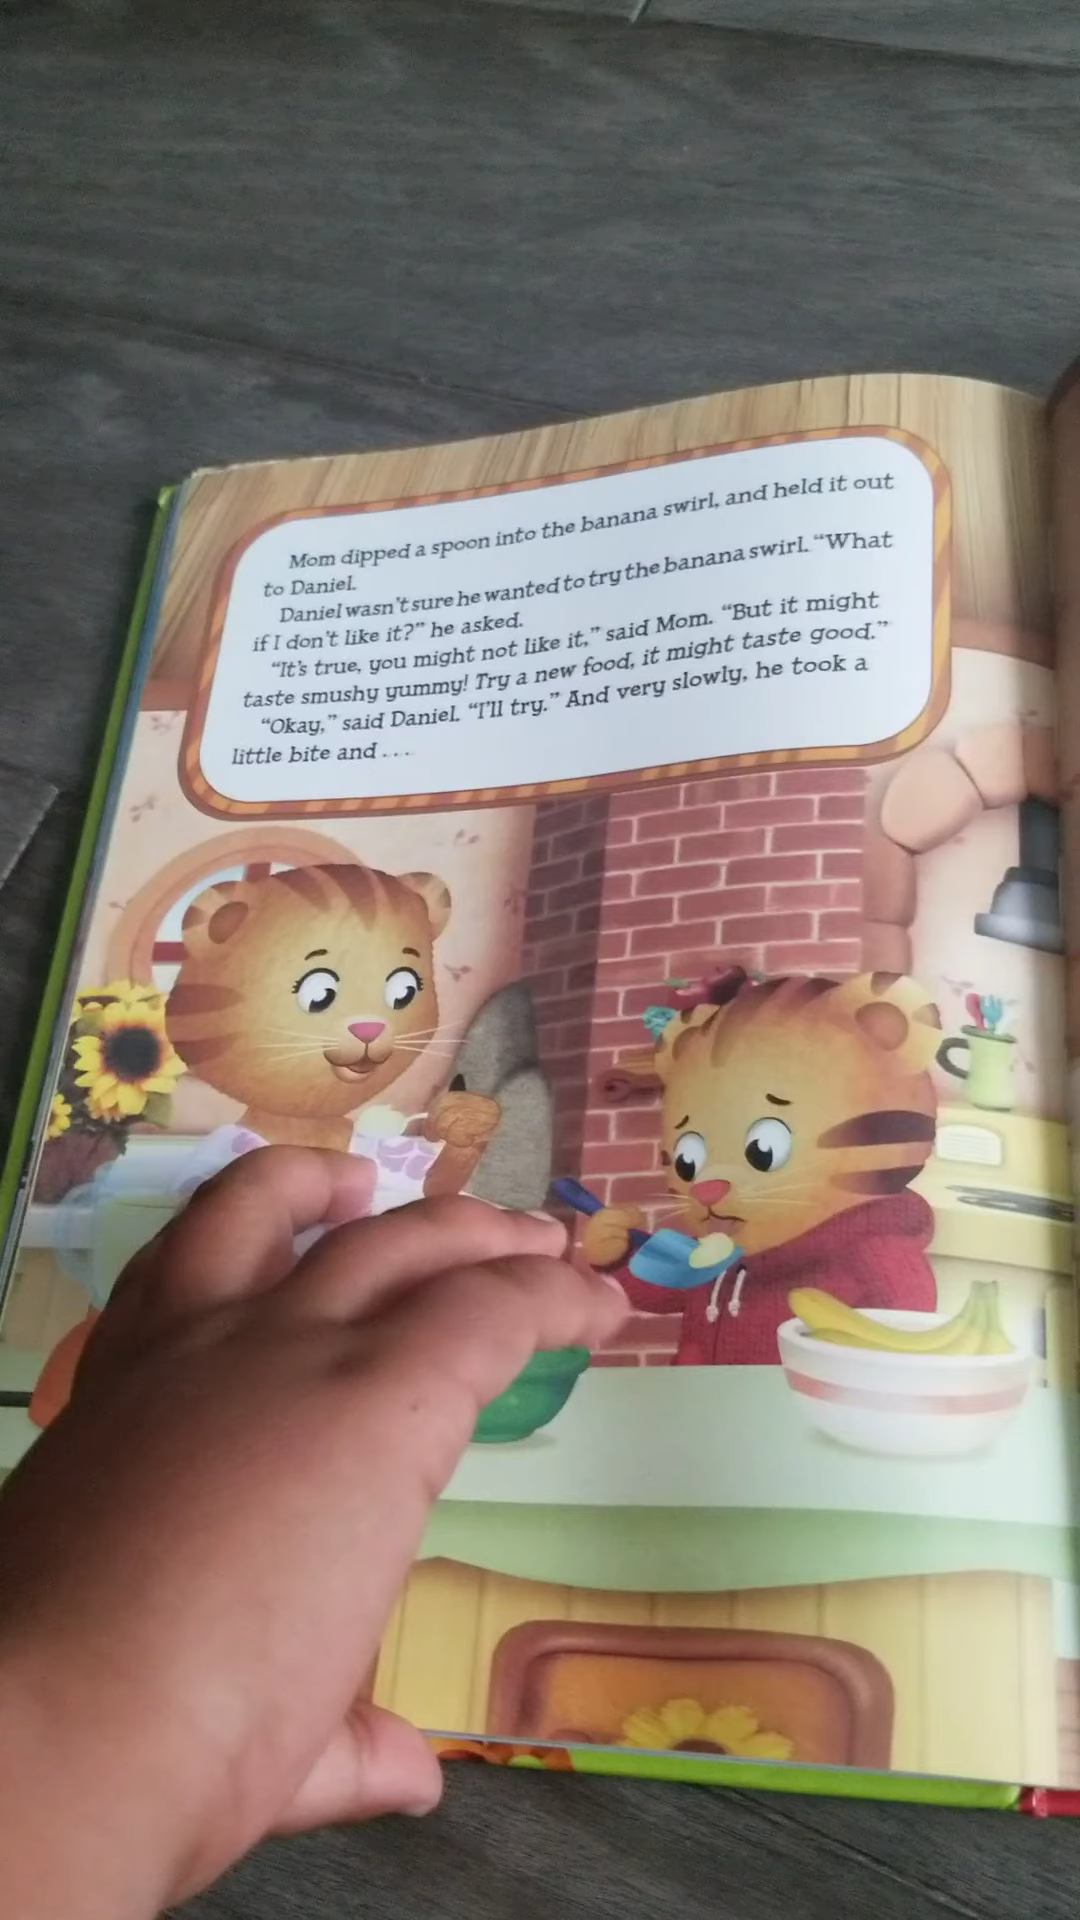 Mom dipped a spoon into the banana swirl, and held it out
to Daniel.
Daniel wasn't sure he wanted to try the banana swirl. “What
if I don't like it?” he asked.
“It's true, you might not like it,” said Mom. “But it might
taste smushy yummy! Try a new food, it might taste good.”
“Okay,” said Daniel. “I'll try.” And very slowly, he took a
little bite and . . . .